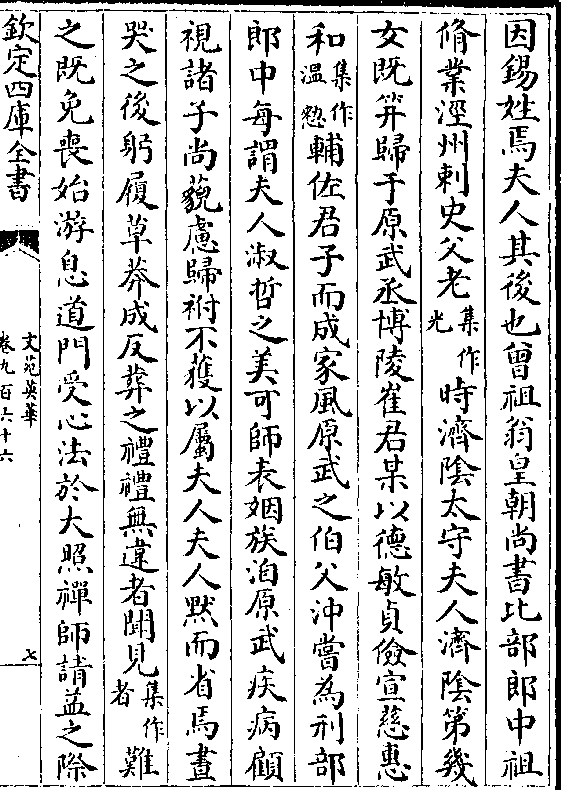 因錫姓焉夫人其後也曾祖翁皇朝尚書比部郎中祖
脩業涇州刺史父老集作光時濟陰太守夫人濟陰第幾
女既笄歸于原武丞博陵崔君某以德敏貞儉宣慈惠
和集作溫懃輔佐君子而成家風原武之伯父沖嘗為刑部
郎中每謂夫人淑哲之美可師表姻族洎原武疾病顧
視諸子尚藐慮歸祔不獲以屬夫人夫人默而省焉晝
哭之後躬履草莽成反葬之禮禮無違者聞見集作者難
之既免喪始游息道門受心法於大照禪師請益之際
欽定四庫全書
文苑英華
卷九百六十六
七